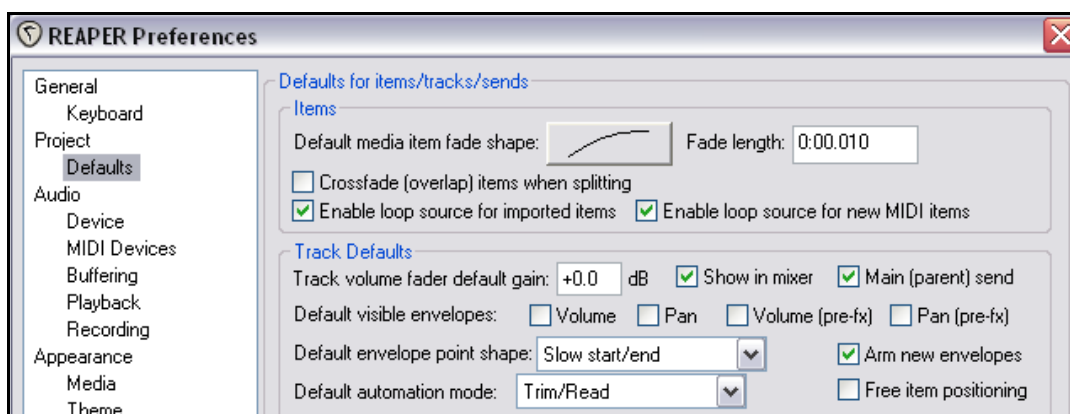 REAPER Preferences
General
Keyboard
Project
Defaults
Audio
Device
MIDI Devices
Buffering
Playback
Recording
Appearance
Media
Theme
Defaults for items/tracks/sends
Items
Default media item fade shape: Fade length: 0:00.010
Crossfade (overlap) items when splitting
Enable loop source for imported items Enable loop source for new MIDI items
Track Defaults
Track volume fader default gain: +0.0 dB Show in mixer Main (parent) send
Default visible envelopes: Volume Pan Volume (pre-fx) Pan (pre-fx)
Default envelope point shape: Slow start/end Arm new envelopes
Default automation mode: Trim/Read Free item positioning